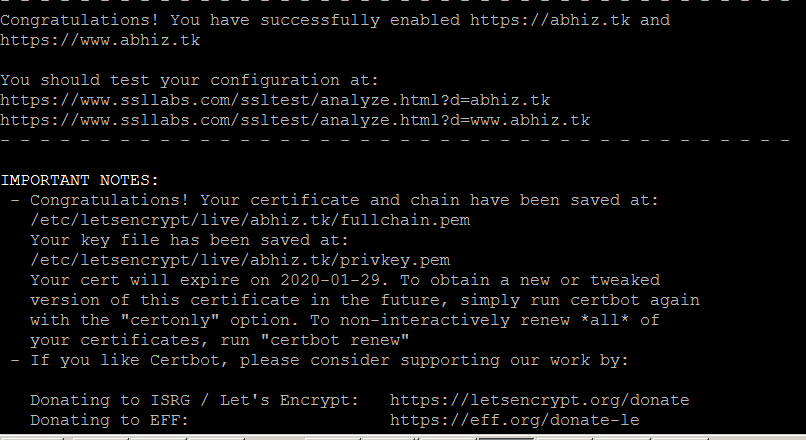 - - - - - - - - - - - - - - - - - - - - - - - - - - - - - - - - - - - - - - - -
Congratulations! You have successfully enabled https://abhiz.tk and
https://www.abhiz.tk
You should test your configuration at:
https://www.ssllabs.com/ssltest/analyze.html?d=abhiz.tk
https://www.ssllabs.com/ssltest/analyze.html?d=www.abhiz.tk
- - - - - - - - - - - - - - - - - - - - - - - - - - - - - - - - - - - - - - - -
IMPORTANT NOTES:
- Congratulations! Your certificate and chain have been saved at:
/etc/letsencrypt/live/abhiz.tk/fullchain.pem
Your key file has been saved at:
/etc/letsencrypt/live/abhiz.tk/privkey.pem
Your cert will expire on 2020-01-29. To obtain a new or tweaked
version of this certificate in the future, simply run certbot again
with the "certonly" option. To non-interactively renew *all* of
your certificates, run "certbot renew"
- If you like Certbot, please consider supporting our work by:
Donating to ISRG / Let's Encrypt:   https://letsencrypt.org/donate
Donating to EFF:                    https://eff.org/donate-le